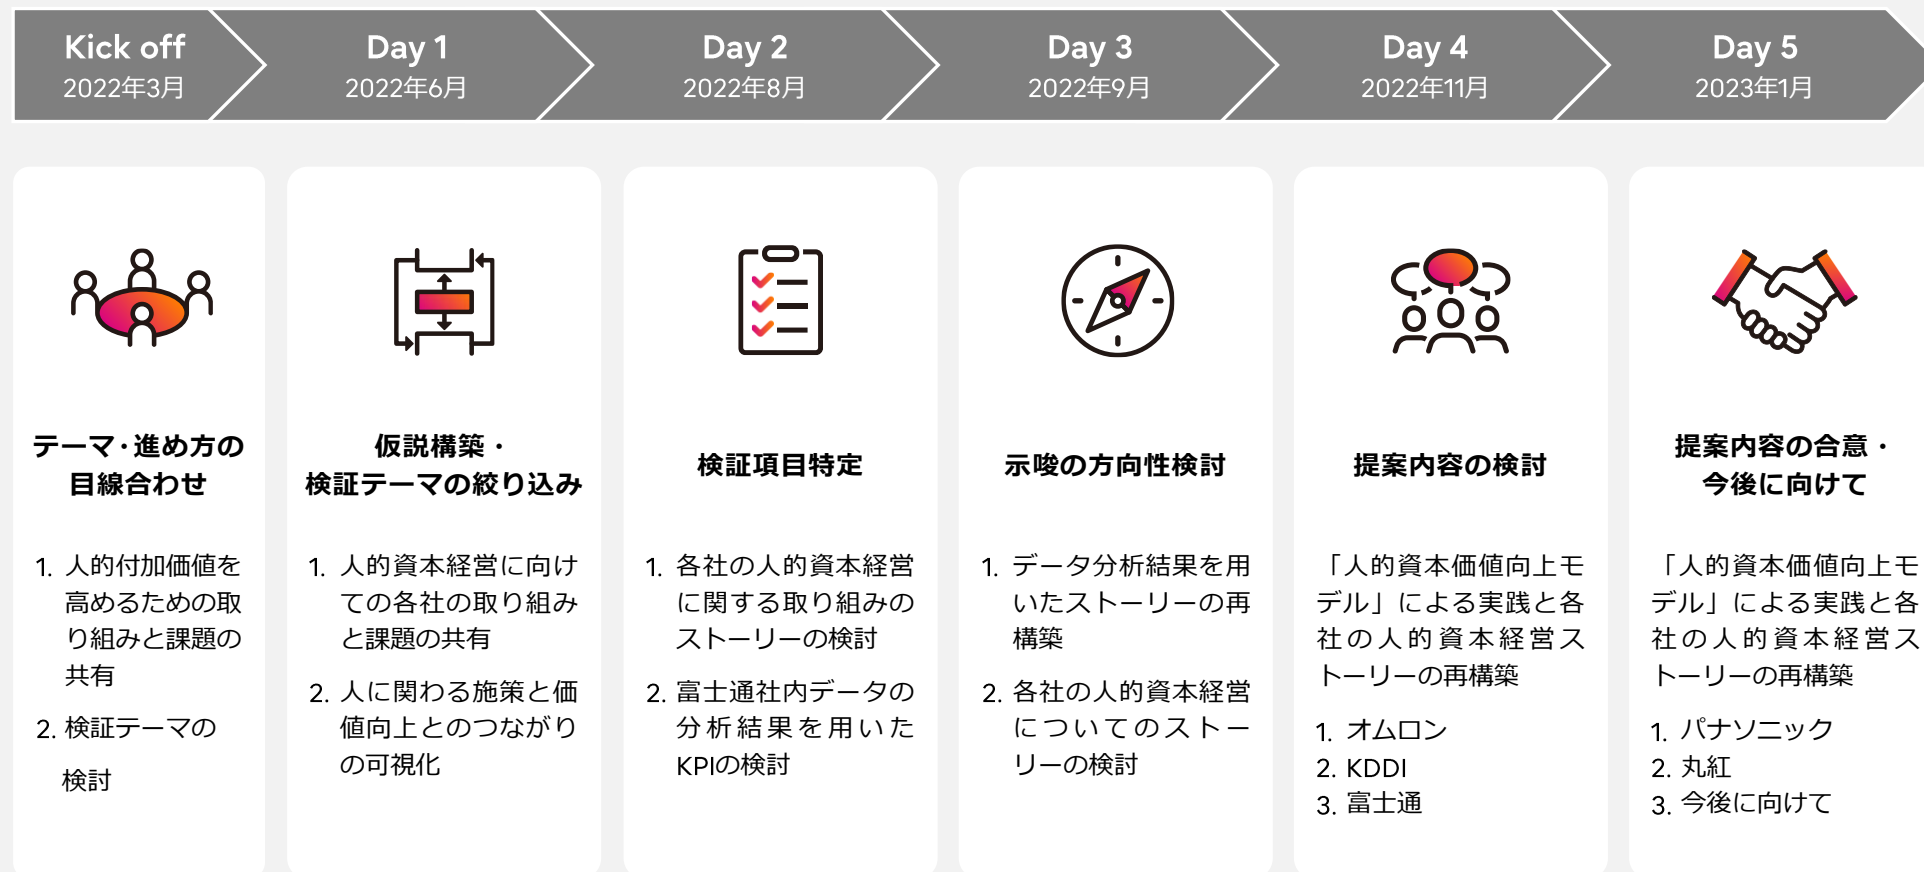 Kick off
2022年3月
Day 1
2022年6月
Day 2
2022年8月
Day 3
2022年9月
Day 4
2022年11月
Day 5
2023年1月
テーマ・進め方の
目線合わせ
1. 人的付加価値を
高めるための取
り組みと課題の
共有
2. 検証テーマの
検討
仮説構築・
検証テーマの絞り込み
1. 人的資本経営に向け
ての各社の取り組み
と課題の共有
2. 人に関わる施策と価
値向上とのつながり
の可視化
検証項目特定
1. 各社の人的資本経営
に関する取り組みの
ストーリーの検討
2. 富士通社内データの
分析結果を用いた
KPIの検討
示唆の方向性検討
1. データ分析結果を用
いたストーリーの再
構築
2. 各社の人的資本経営
についてのストー
リーの検討
提案内容の検討
「人的資本価値向上モ
デル」による実践と各
社の人的資本経営ス
トーリーの再構築
1. オムロン
2. KDDI
3. 富士通
提案内容の合意・
今後に向けて
「人的資本価値向上モ
デル」による実践と各
社の人的資本経営ス
トーリーの再構築
1. パナソニック
2. 丸紅
3. 今後に向けて